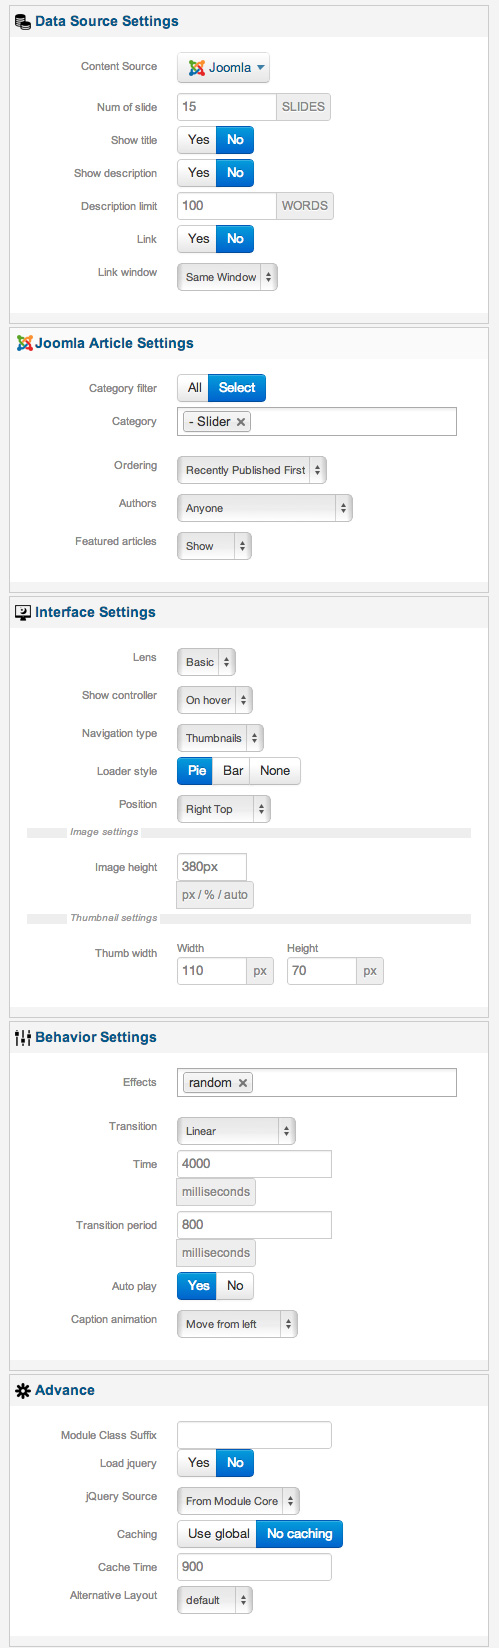 Data Source Settings
Content Source Joomla
Num of slide 15 SLIDES
Show title Yes No
Show description Yes No
Description limit 100 WORDS
Link Yes No
Link window Same Window
Joomla Article Settings
Category filter All Select
Category - Slider ×
Ordering Recently Published First
Authors Anyone
Featured articles Show
Interface Settings
Lens Basic
Show controller On hover
Navigation type Thumbnails
Loader style Pie Bar None
Position Right Top
Image settings
Image height 380px
px / % / auto
Thumbnail settings
Width Height
Thumb width 110 px 70 px
Behavior Settings
Effects random ×
Transition Linear
Time 4000
milliseconds
Transition period 800
milliseconds
Auto play Yes No
Caption animation Move from left
Advance
Module Class Suffix
Load jquery Yes No
jQuery Source From Module Core
Caching Use global No caching
Cache Time 900
Alternative Layout default